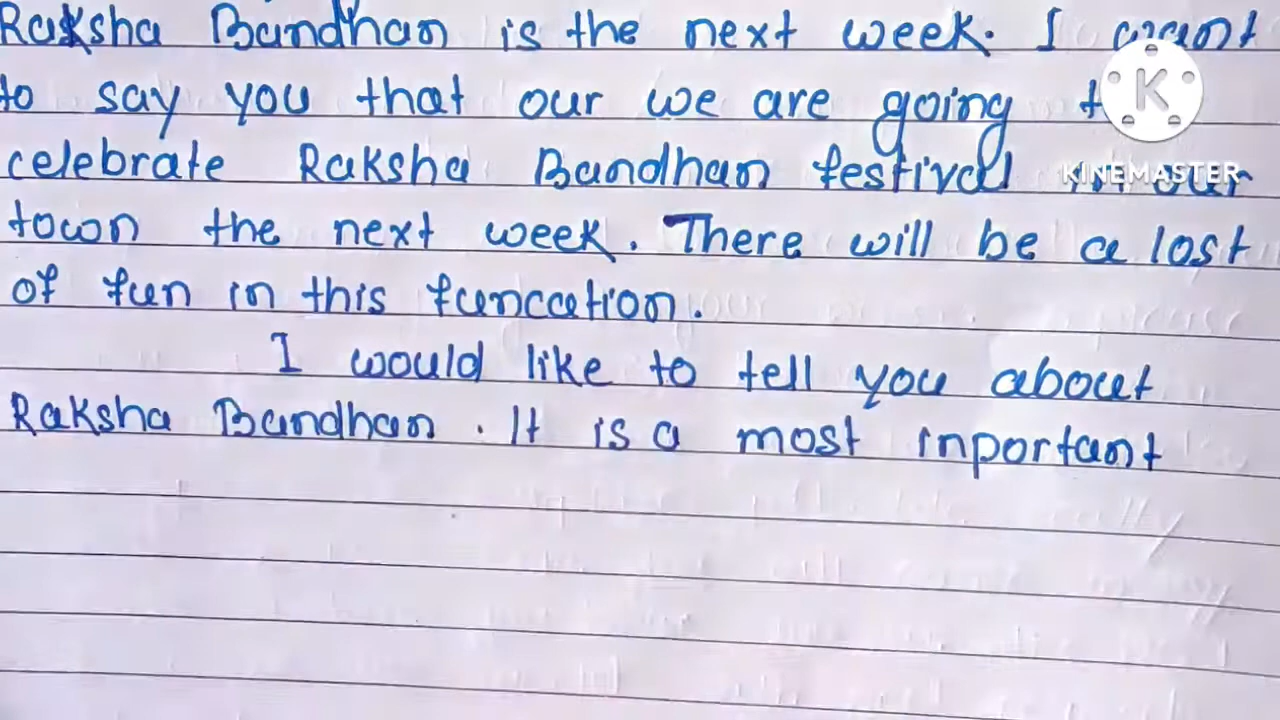 Raksha Bandhan is the next week. I want
to say you that our we are going
celebrate Raksha Bandhan festival our
town the next week. There will be a lost
of fun in this funcation.
I would like to tell you about
Raksha Bandhan. It is a most inportant
K
KINEMASTER